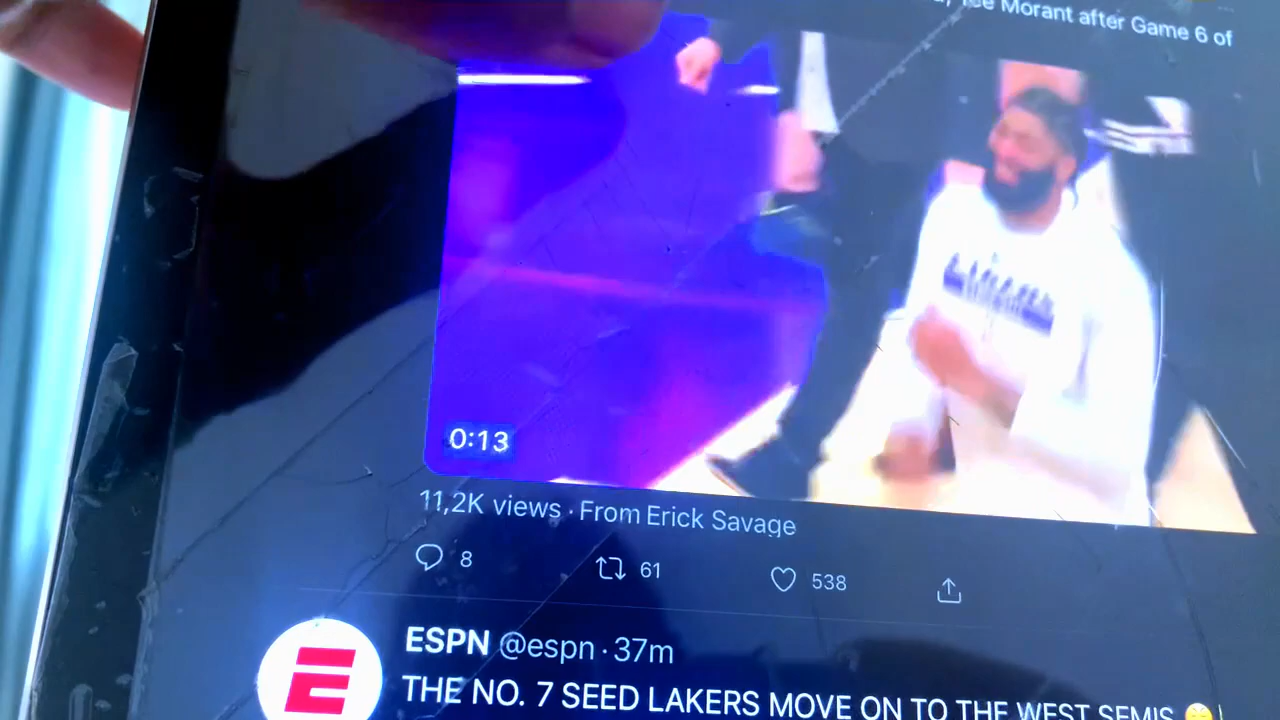 Morant after Game 6 of
0:13
11,2K views · From Erick Savage
8
61
538
ESPN @espn · 37m
THE NO. 7 SEED LAKERS MOVE ON TO THE WEST SEMIS 😤